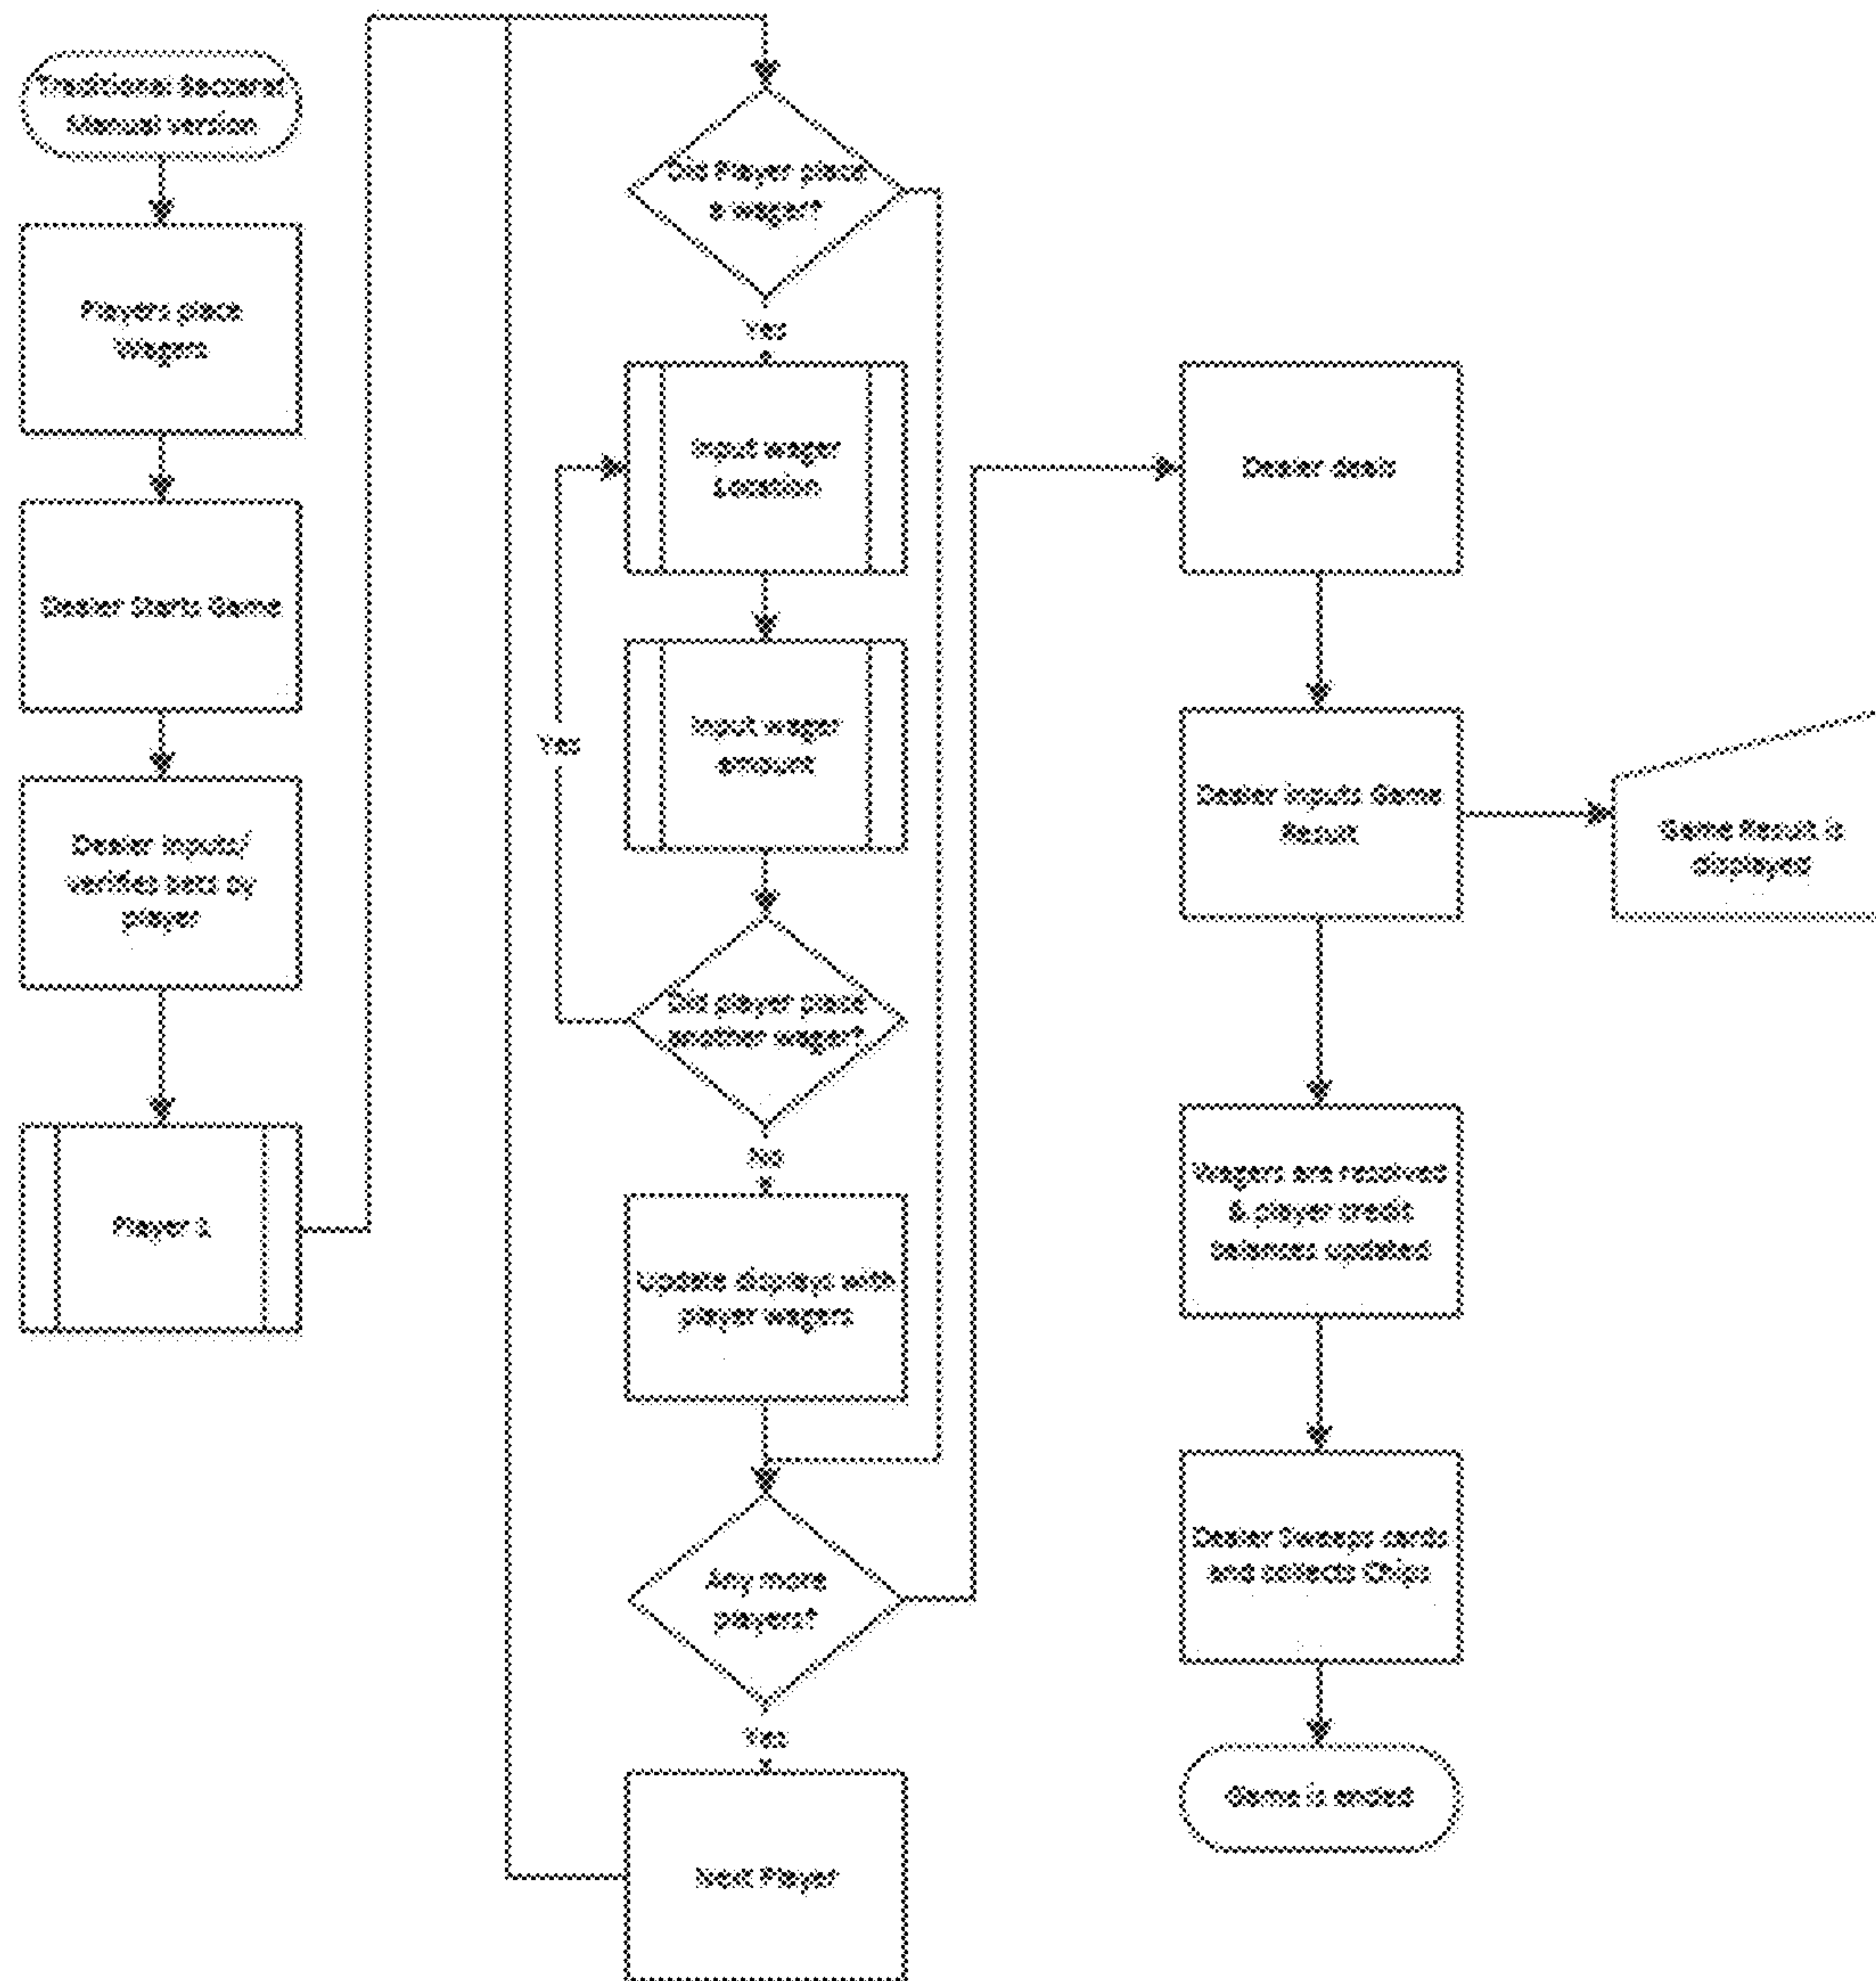 Traditional Baccarat
Manual version
Players place
Wagers
Dealer Starts Game
Dealer inputs/
verifies bets by
player
Player 1
Did Player place
a wager?
Yes
Input wager
Location
Input wager
amount
Yes
Did player place
another wager?
No
Update displays with
player wagers
Any more
players?
Yes
Next Player
Dealer deals
Dealer inputs Game
Result
Game Result is
displayed
Wagers are resolved
& player credit
balances updated
Dealer Sweeps cards
and collects Chips
Game is ended